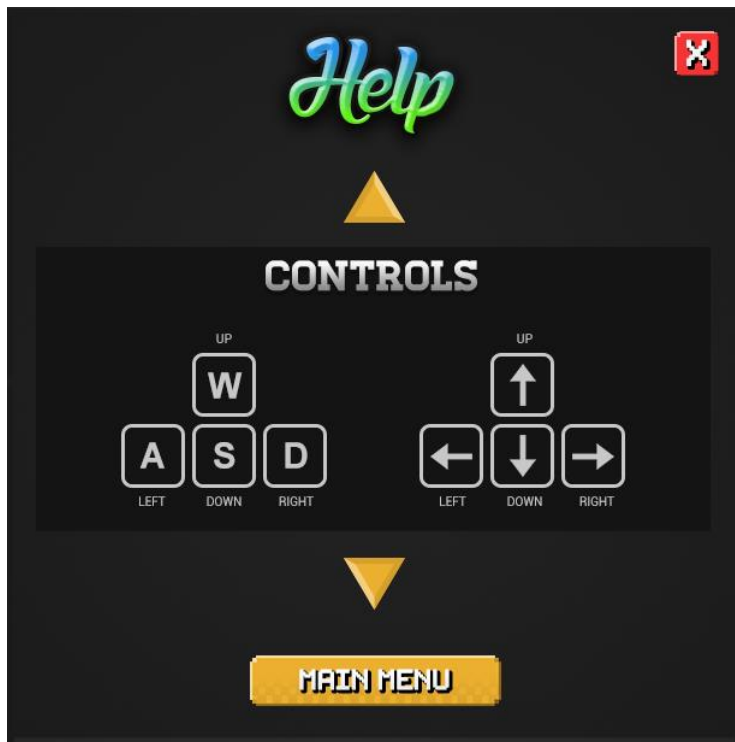 Help
X
CONTROLS
UP UP
W
A S D
LEFT DOWN RIGHT LEFT DOWN RIGHT
MAIN MENU